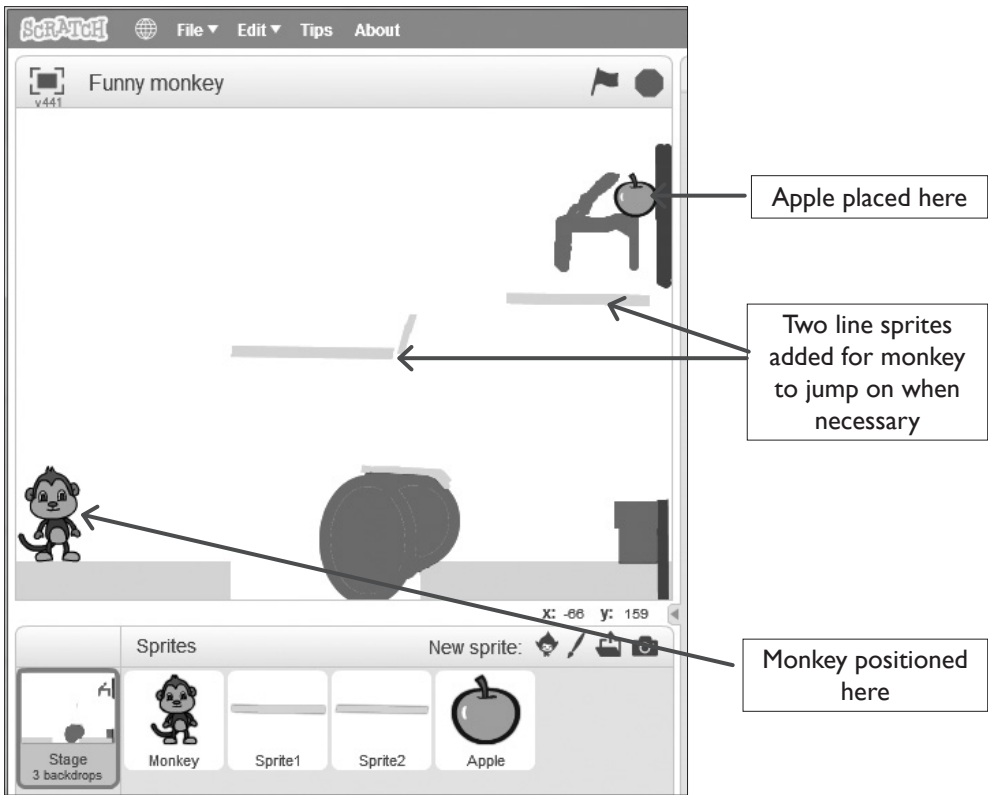 SCRATCH File Edit Tips About
v441
Funny monkey
Apple placed here
Two line sprites
added for monkey
to jump on when
necessary
x: -66 y: 159
Sprites New sprite:
Monkey positioned
here
Stage
3 backdrops
Monkey
Sprite1
Sprite2
Apple